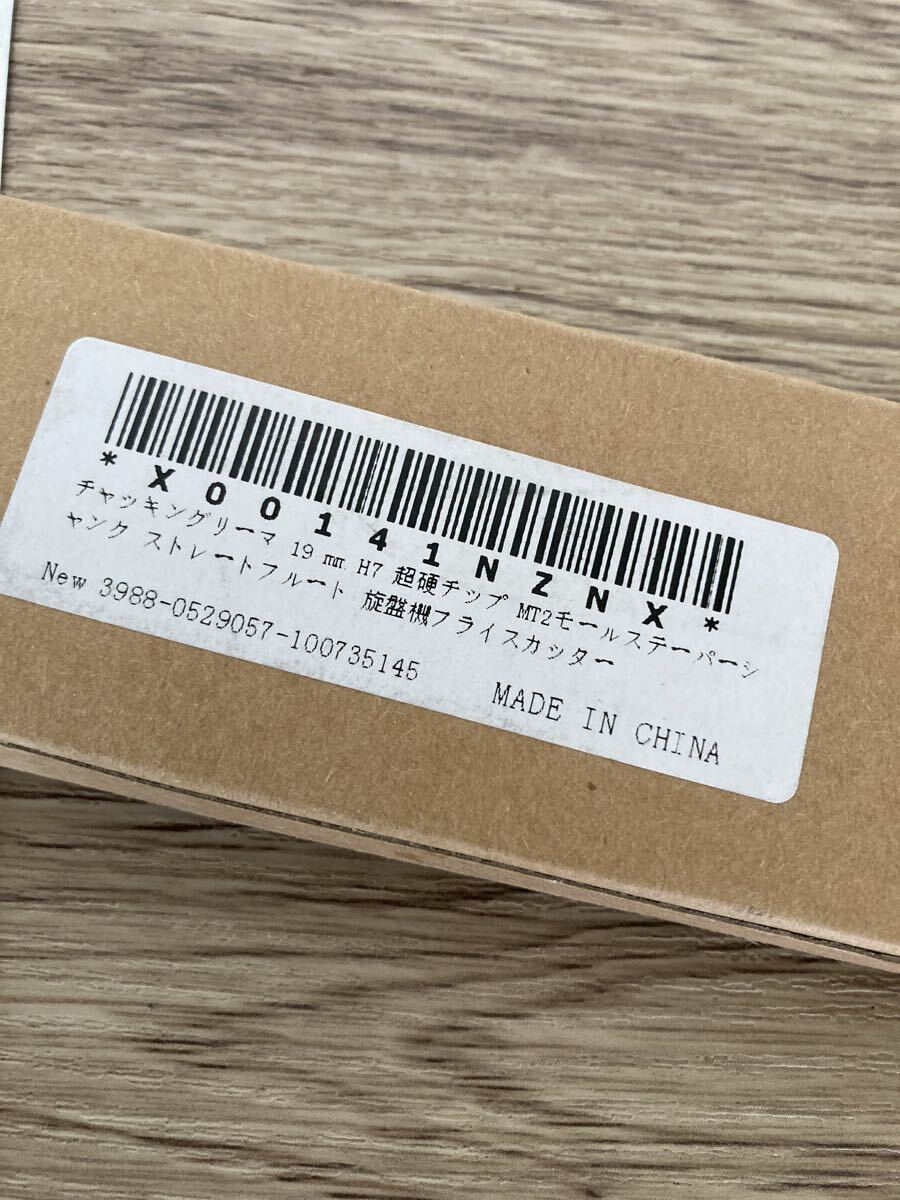 *X00141NZNX*
チャッキングリーマ 19 mm H7 超硬チップ MT2モールステーパーシ
ャンク ストレートフルート 旋盤機フライスカッター
New 3988-0529057-100735145
MADE IN CHINA